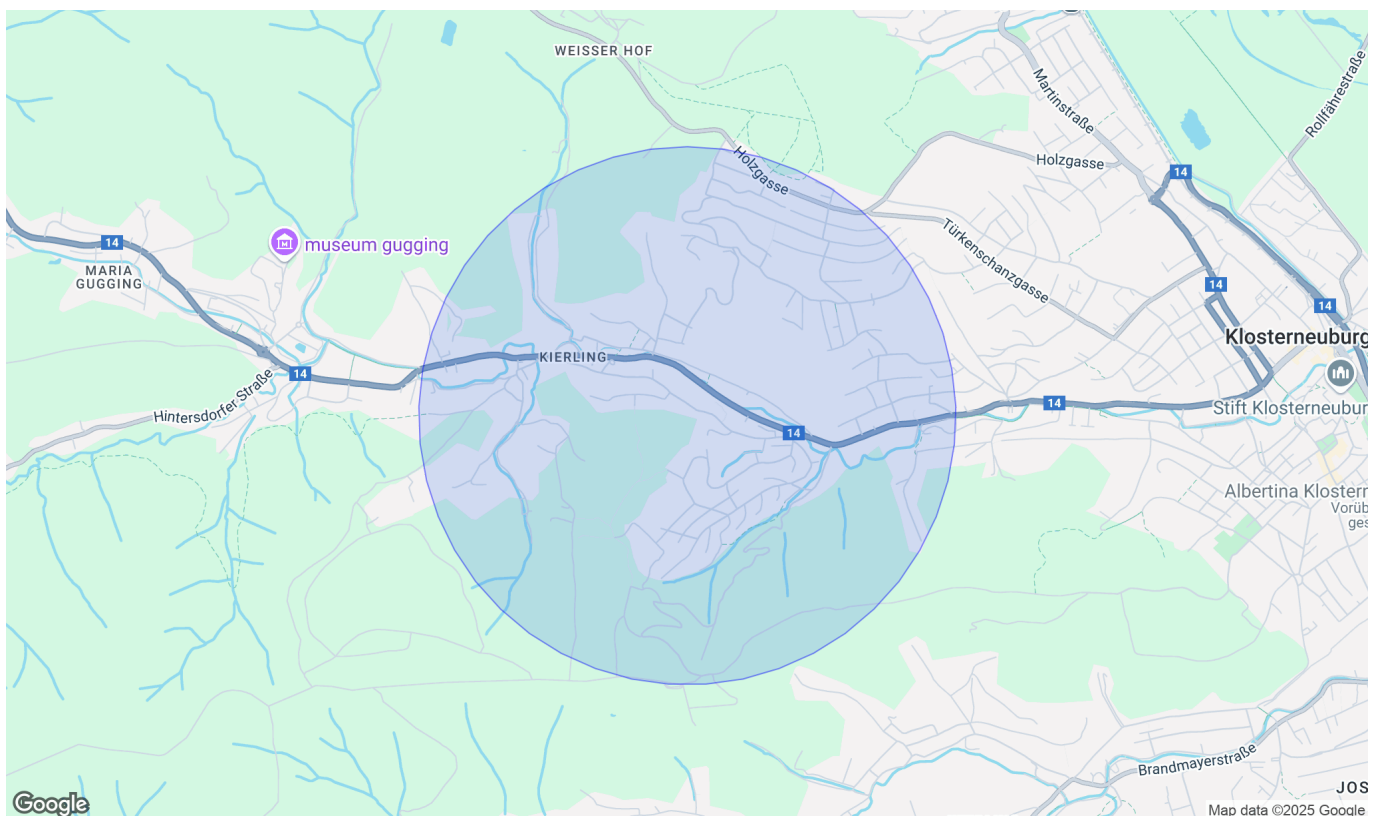 WEISSER HOF
Martinstraße
Rollfährestraße
Holzgasse
Holzgasse
14
Türkenschanzgasse
14
museum gugging
MARIA
GUGGING
14
14
Klosterneuburg
KIERLING
14
Hintersdorfer Straße
14
Stift Klosterneubur
14
Albertina Klostern
Vorüb
ges
Brandmayerstraße
JOS
Google
Map data ©2025 Google